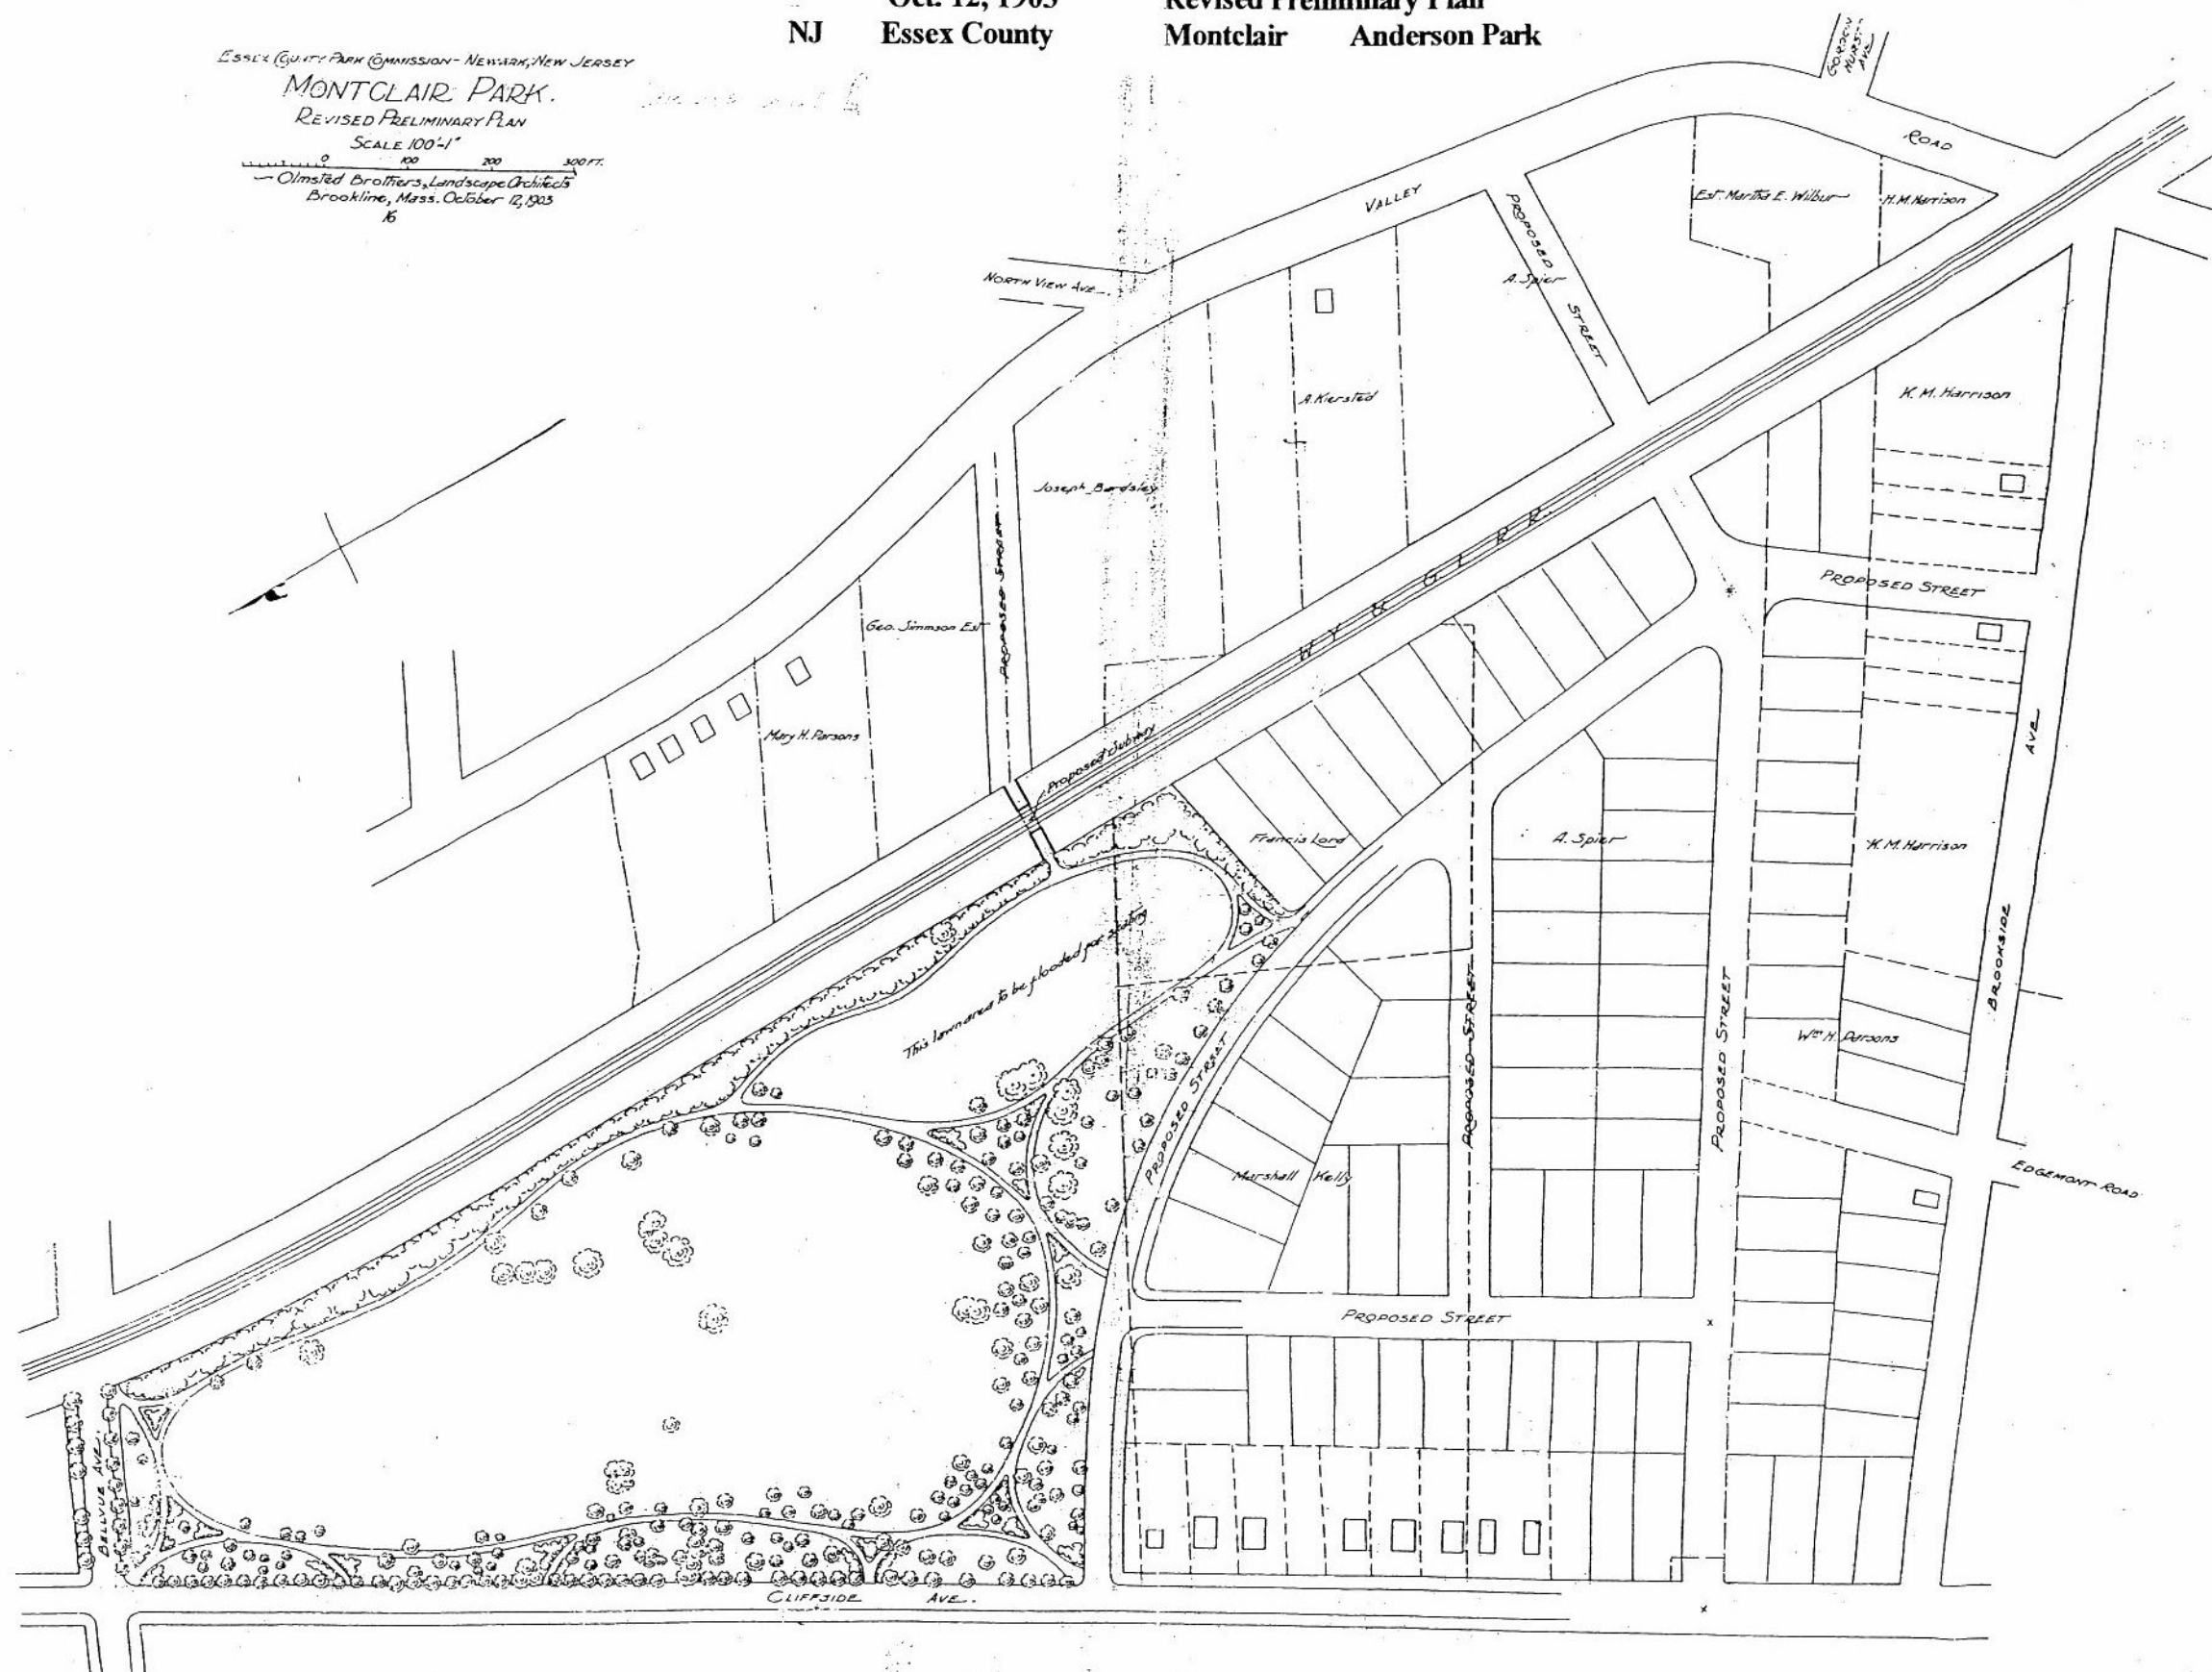 Oct. 12, 1903 Revised Preliminary Plan
NJ Essex County Montclair Anderson Park
ESSEX COUNTY PARK COMMISSION - NEWARK, NEW JERSEY
MONTCLAIR PARK.
REVISED PRELIMINARY PLAN
SCALE 100'-1"
0 100 200 300 FT.
Olmsted Brothers, Landscape Architects
Brookline, Mass. October 12, 1903
16
GORDON
HURST
AVE
ROAD
VALLEY
PROPOSED STREET
Est. Martha E. Wilbur
H. M. Harrison
NORTH VIEW AVE.
A. Spier
A. Kiersted
K. M. Harrison
Joseph Bardsley
PROPOSED STREET
N Y & G L R R
PROPOSED STREET
Geo. Simmson Est
Mary H. Parsons
Proposed Subway
Francis Lord
A. Spier
K. M. Harrison
BROOKSIDE AVE
This lawn area to be flooded for skating
PROPOSED STREET
PROPOSED STREET
PROPOSED STREET
Wm H. Parsons
Marshall Kelly
EDGEMONT ROAD
PROPOSED STREET
BELLVUE AVE.
CLIFFSIDE AVE.